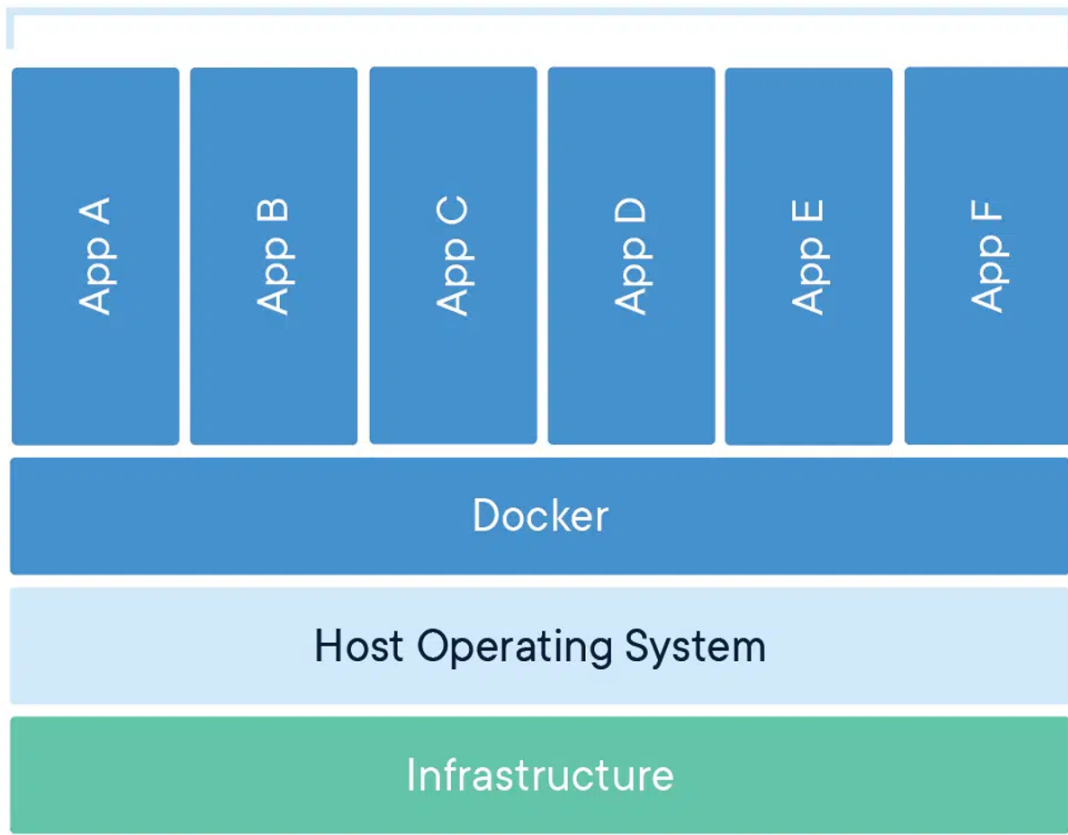 App A
App B
App C
App D
App E
App F
Docker
Host Operating System
Infrastructure